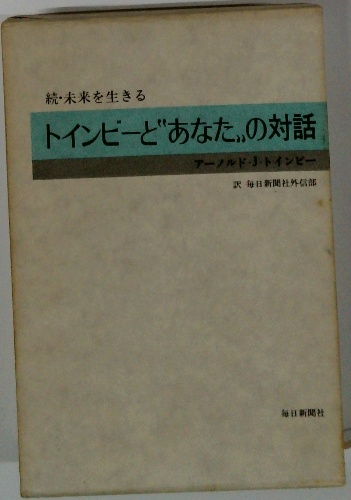 続・未来を生きる
トインビーと“あなた„の対話
アーノルド・J・トインビー
訳 毎日新聞社外信部
毎日新聞社